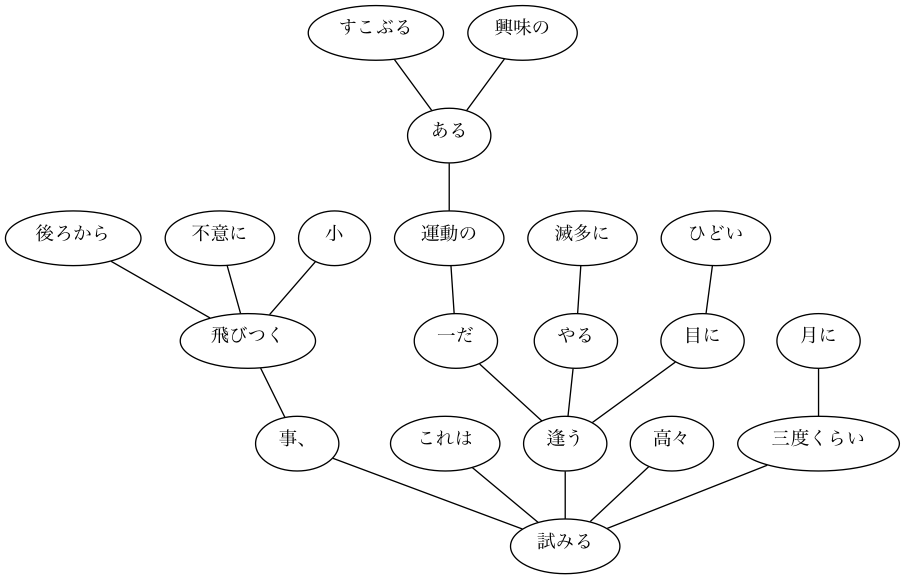 すこぶる 興味の
ある
後ろから 不意に 小 運動の 滅多に ひどい
飛びつく 一だ やる 目に 月に
事、 これは 逢う 高々 三度くらい
試みる